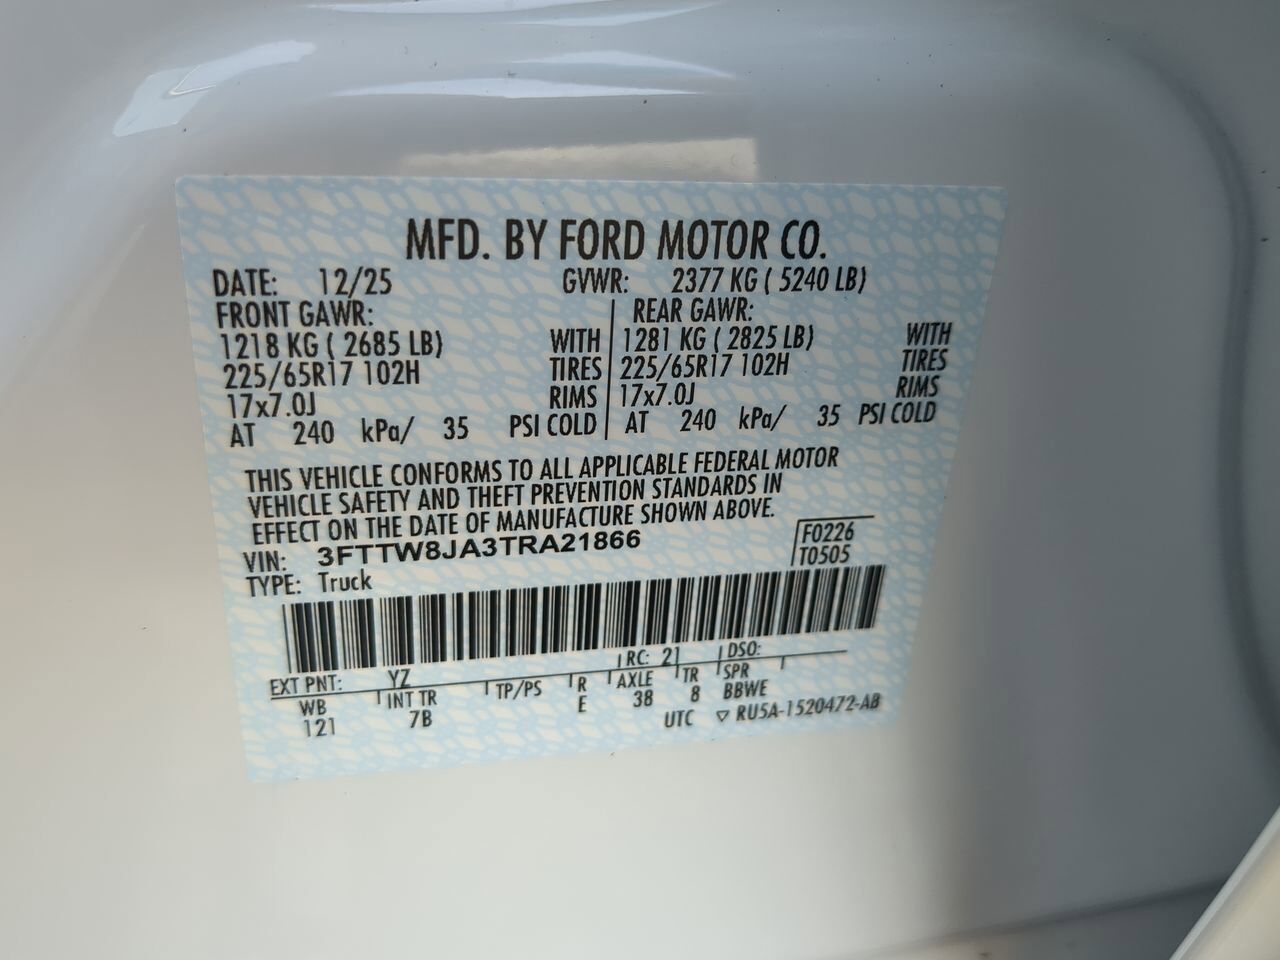 MFD. BY FORD MOTOR CO.
DATE: 12/25 GVWR: 2377 KG ( 5240 LB)
FRONT GAWR: REAR GAWR:
1218 KG ( 2685 LB) WITH 1281 KG ( 2825 LB) WITH
225/65R17 102H TIRES 225/65R17 102H TIRES
17x7.0J RIMS 17x7.0J RIMS
AT 240 kPa/ 35 PSI COLD AT 240 kPa/ 35 PSI COLD
THIS VEHICLE CONFORMS TO ALL APPLICABLE FEDERAL MOTOR
VEHICLE SAFETY AND THEFT PREVENTION STANDARDS IN
EFFECT ON THE DATE OF MANUFACTURE SHOWN ABOVE.
VIN: 3FTTW8JA3TRA21866 F0226
TYPE: Truck T0505
EXT PNT: YZ RC: 21 DSO:
WB INT TR TP/PS R AXLE TR SPR
121 7B E 38 8 BBWE
UTC ▽ RU5A-1520472-AB